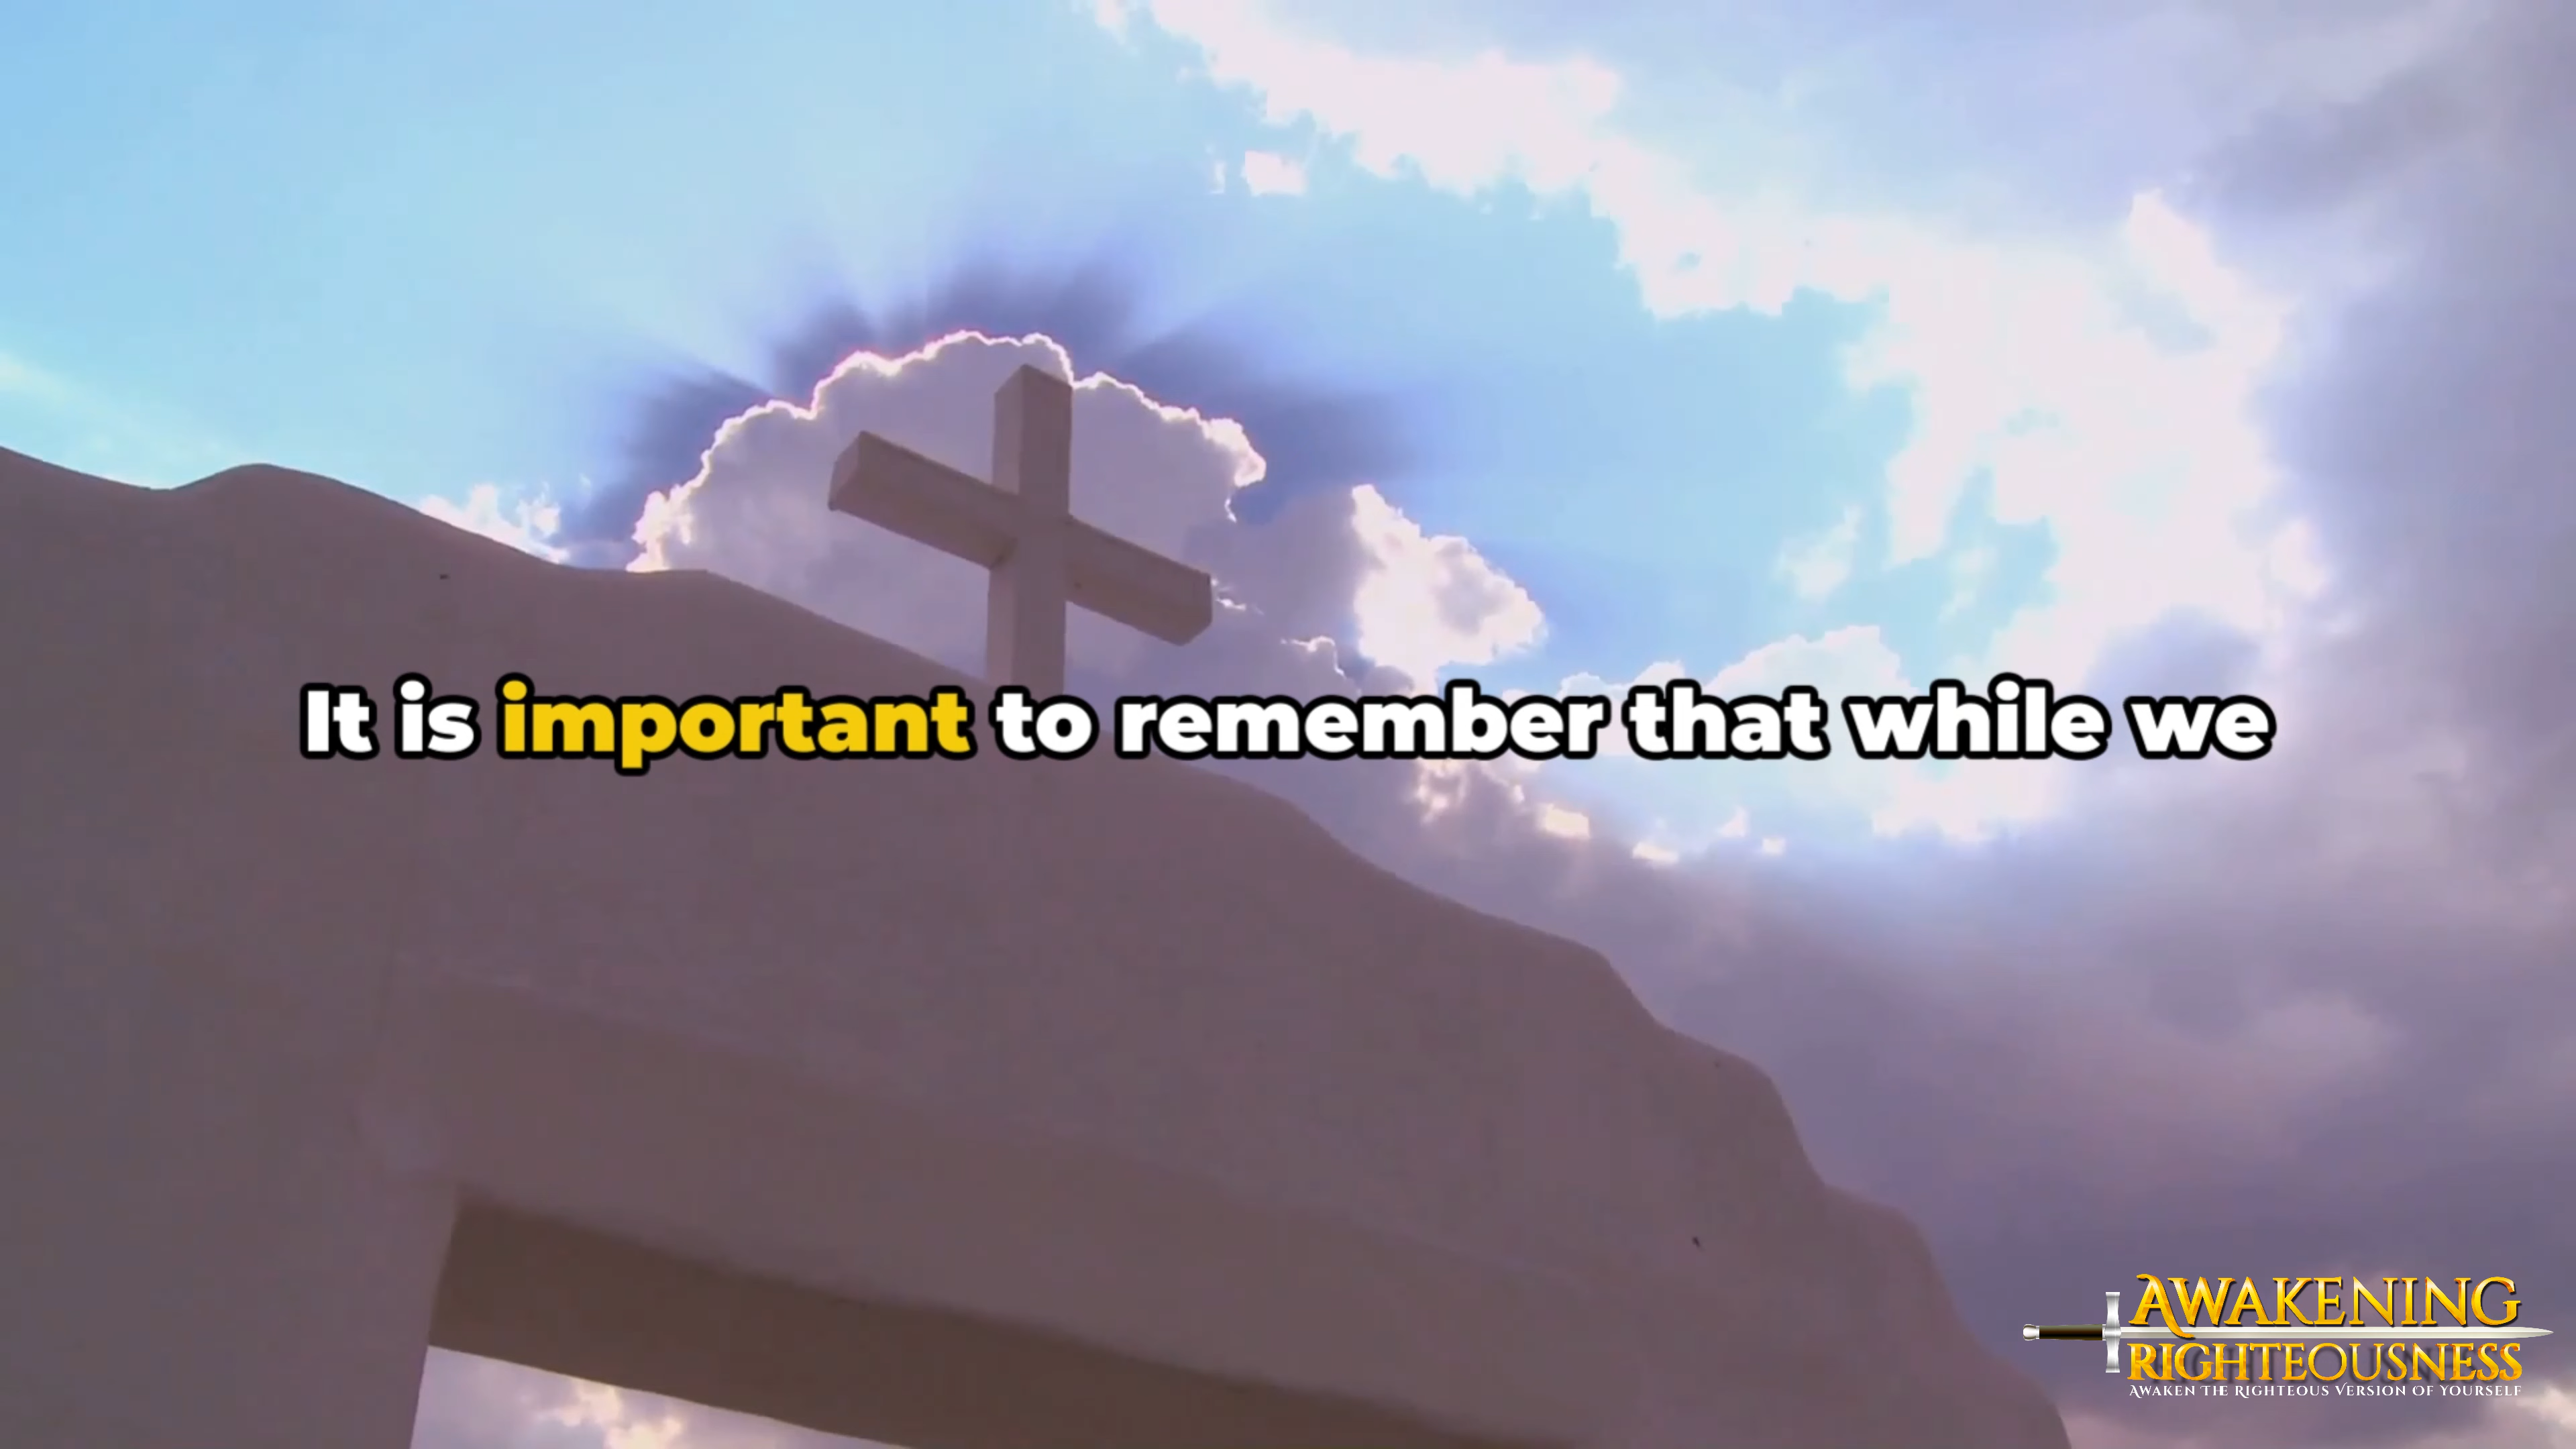 It is important to remember that while we
AWAKENING
RIGHTEOUSNESS
AWAKEN THE RIGHTEOUS VERSION OF YOURSELF